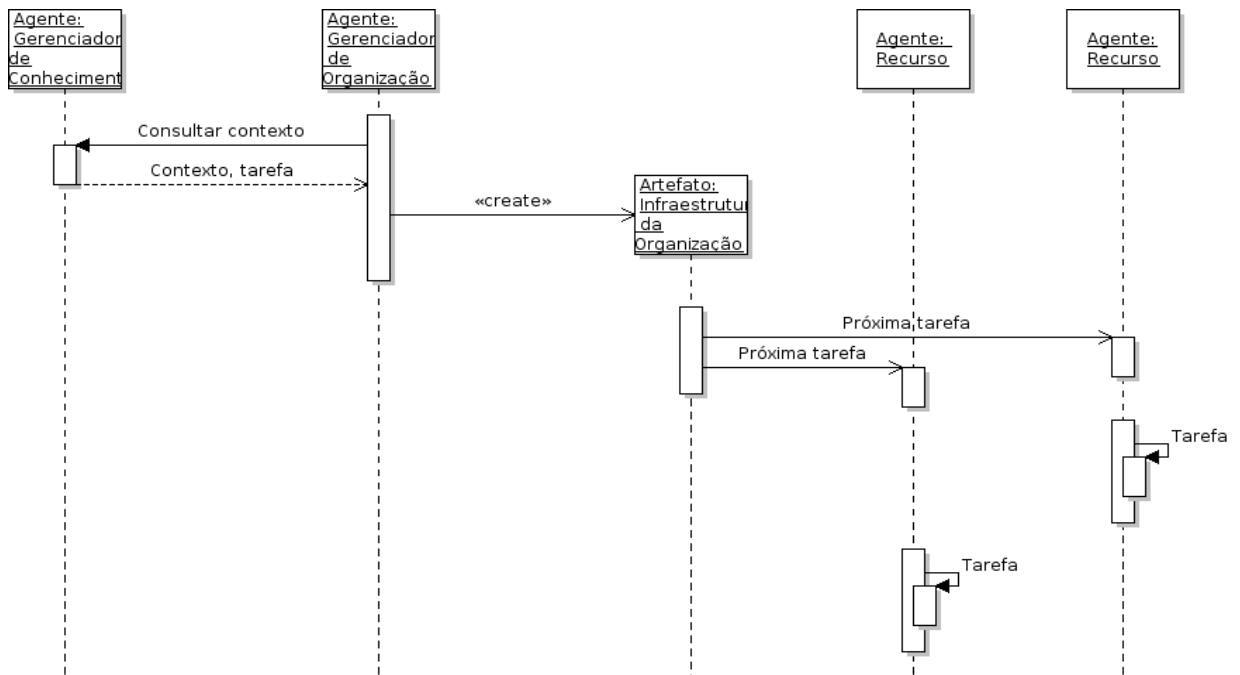 Agente:
Gerenciador
de
Conheciment
Agente:
Gerenciador
de
Organização
Agente:
Recurso
Agente:
Recurso
Consultar contexto
Contexto, tarefa
«create»
Artefato:
Infraestrutu
da
Organização
Próxima tarefa
Próxima tarefa
Tarefa
Tarefa